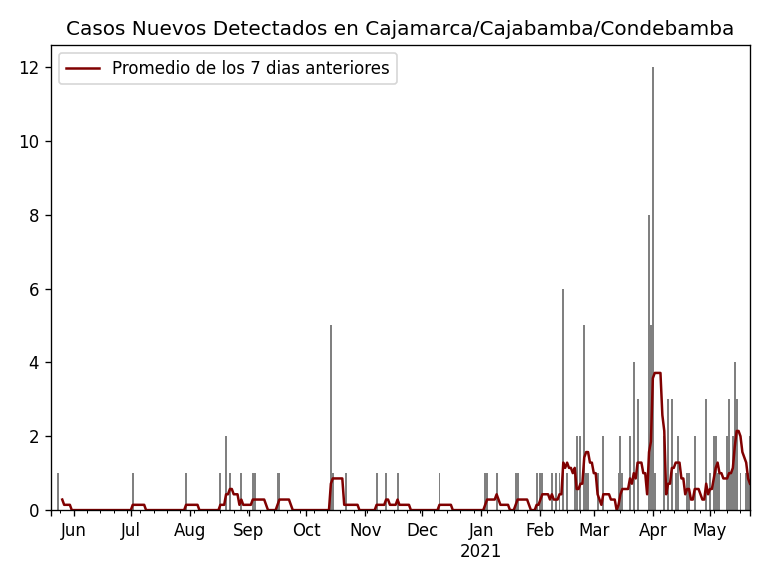 Casos Nuevos Detectados en Cajamarca/Cajabamba/Condebamba
Promedio de los 7 dias anteriores
12
10
8
6
4
2
0
Jun Jul Aug Sep Oct Nov Dec Jan Feb Mar Apr May
2021